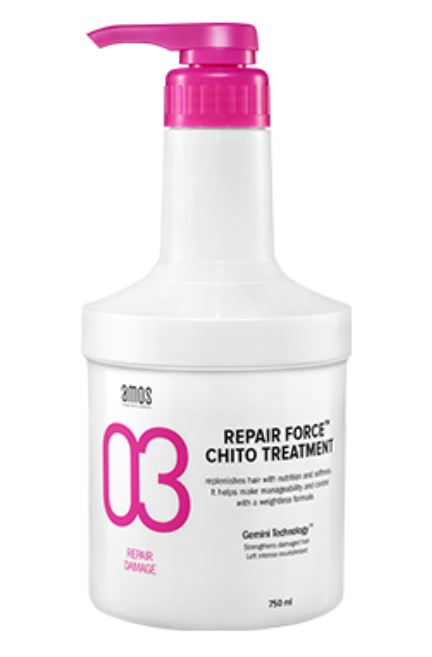 amos
03
REPAIR
DAMAGE
REPAIR FORCE™
CHITO TREATMENT
replenishes hair with nutrition and softness
It helps make manageability and control
with a weightless formula
Gemini Technology™
Strengthens damaged hair
Left intense nourishment
750 ml